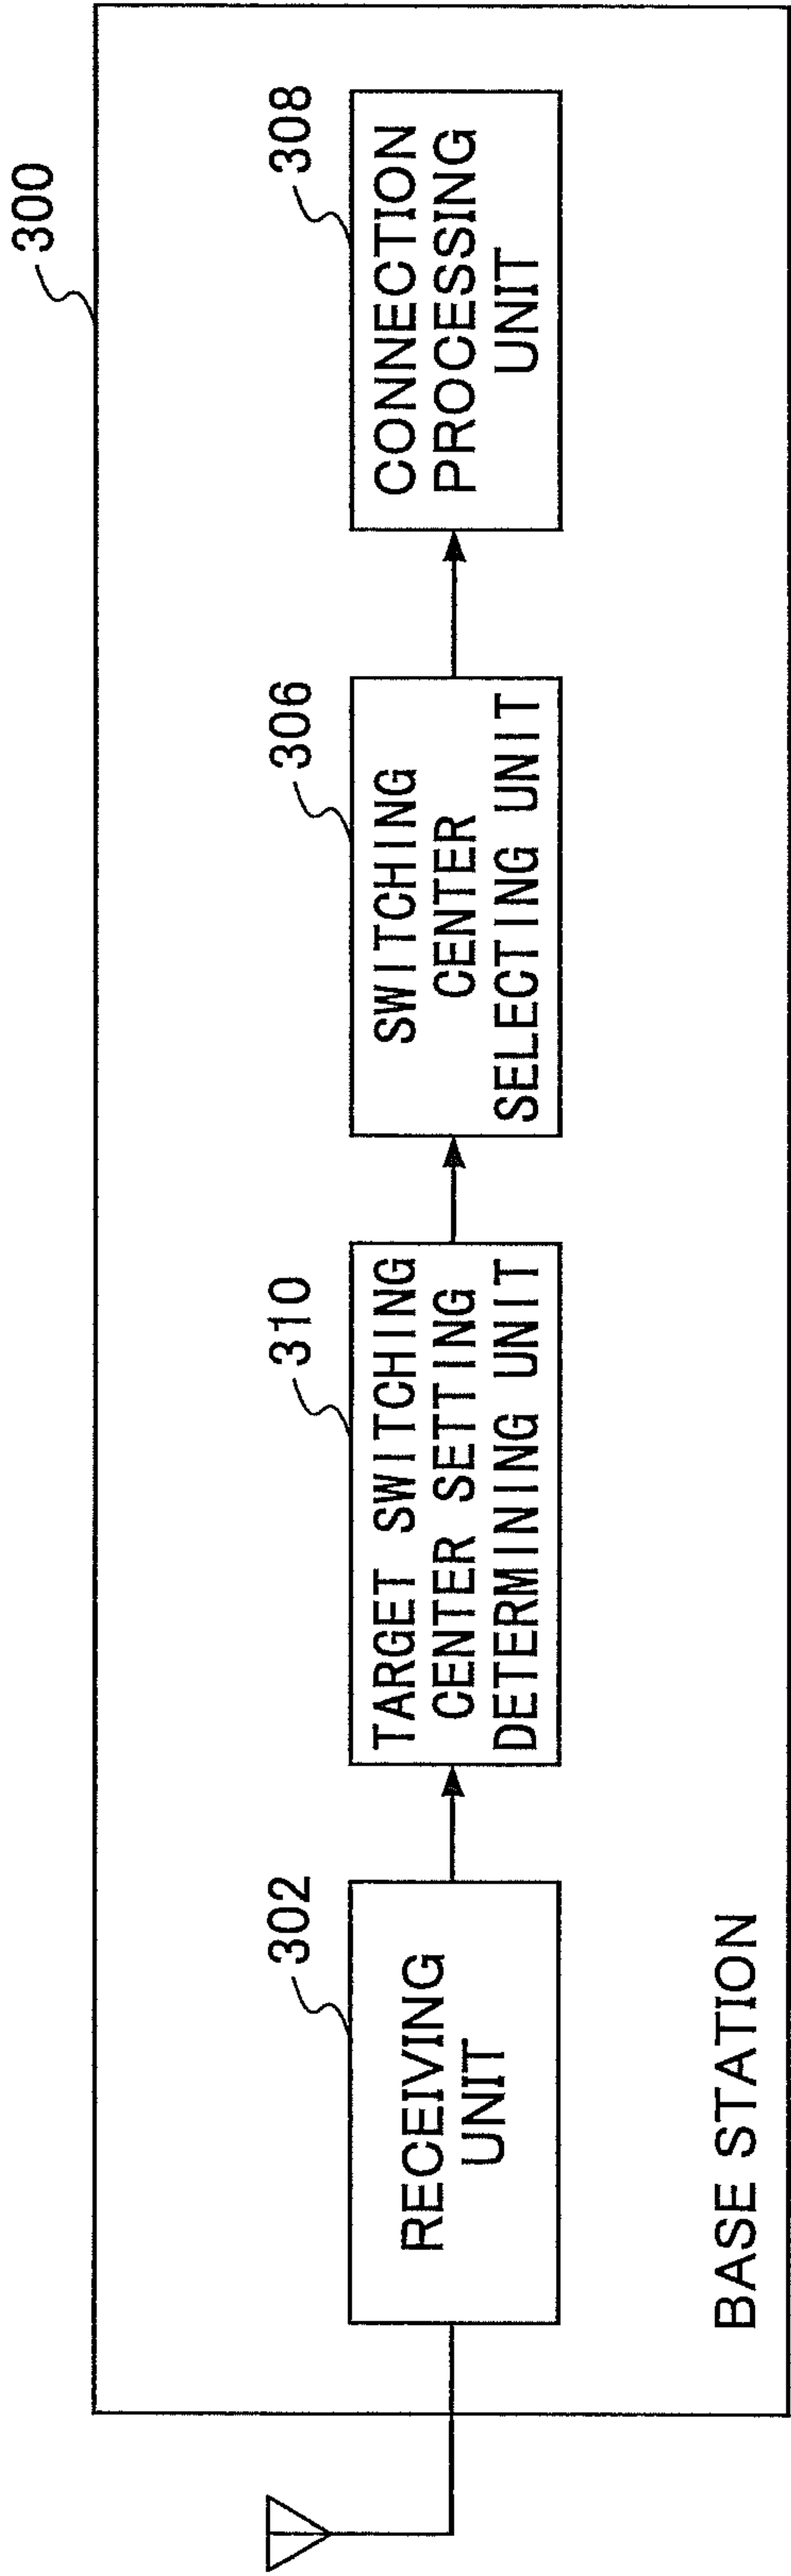 300
302
RECEIVING
UNIT
310
TARGET SWITCHING
CENTER SETTING
DETERMINING UNIT
306
SWITCHING
CENTER
SELECTING UNIT
308
CONNECTION
PROCESSING
UNIT
BASE STATION